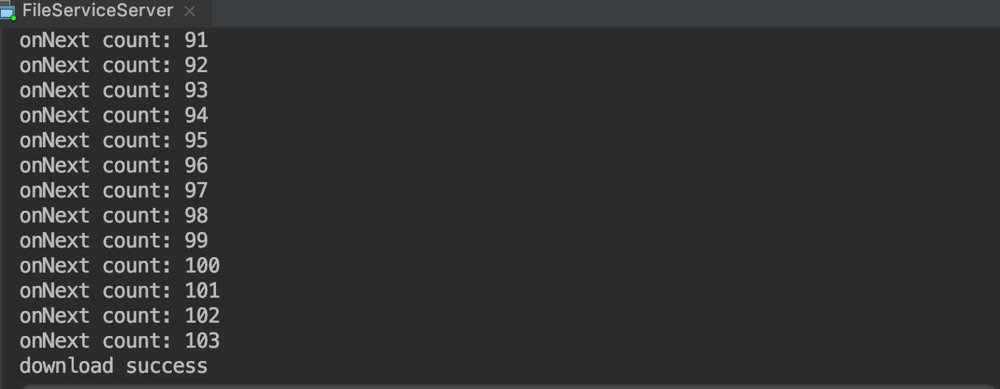 FileServiceServer
onNext count: 91
onNext count: 92
onNext count: 93
onNext count: 94
onNext count: 95
onNext count: 96
onNext count: 97
onNext count: 98
onNext count: 99
onNext count: 100
onNext count: 101
onNext count: 102
onNext count: 103
download success